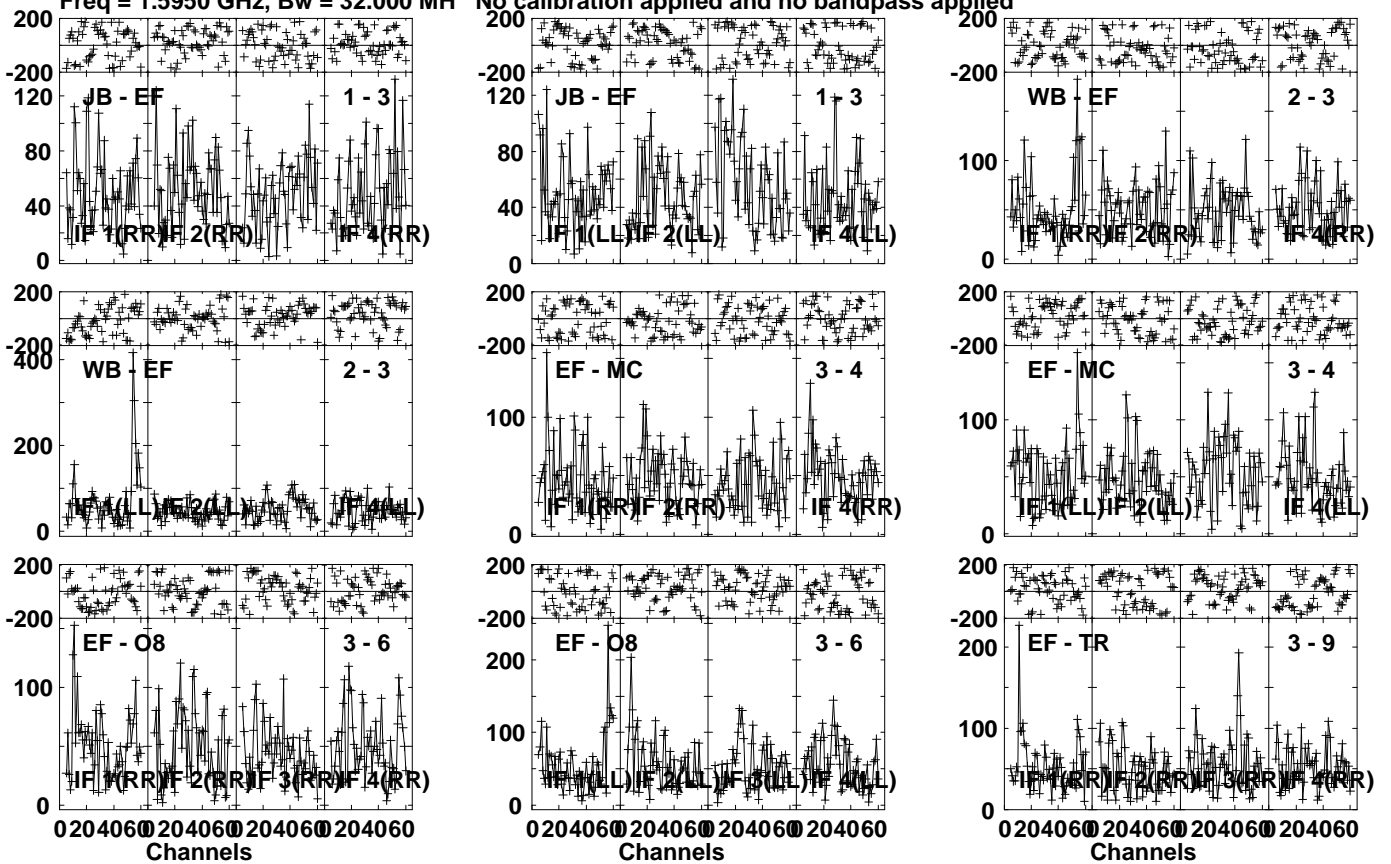 Freq = 1.5950 GHz, Bw = 32.000 MH No calibration applied and no bandpass applied
200
-200
120
80
40
0
JB - EF
1 - 3
IF 1(RR)
IF 2(RR)
IF 4(RR)
-200
120
80
40
0
JB - EF
1 - 3
IF 1(LL)
IF 2(LL)
IF 4(LL)
200
-200
100
0
WB - EF
2 - 3
IF 1(RR)
IF 2(RR)
IF 4(RR)
200
-200
400
200
0
WB - EF
2 - 3
IF 1(LL)
IF 2(LL)
IF 4(LL)
200
-200
100
0
EF - MC
3 - 4
IF 1(RR)
IF 2(RR)
IF 4(RR)
200
-200
100
0
EF - MC
3 - 4
IF 1(LL)
IF 2(LL)
IF 4(LL)
200
-200
100
0
EF - O8
3 - 6
IF 1(RR)
IF 2(RR)
IF 3(RR)
IF 4(RR)
0 20 40 60 0 20 40 60 0 20 40 60 0 20 40 60
Channels
200
-200
200
100
0
EF - O8
3 - 6
IF 1(LL)
IF 2(LL)
IF 3(LL)
IF 4(LL)
0 20 40 60 0 20 40 60 0 20 40 60 0 20 40 60
Channels
200
-200
200
100
0
EF - TR
3 - 9
IF 1(RR)
IF 2(RR)
IF 3(RR)
IF 4(RR)
0 20 40 60 0 20 40 60 0 20 40 60 0 20 40 60
Channels